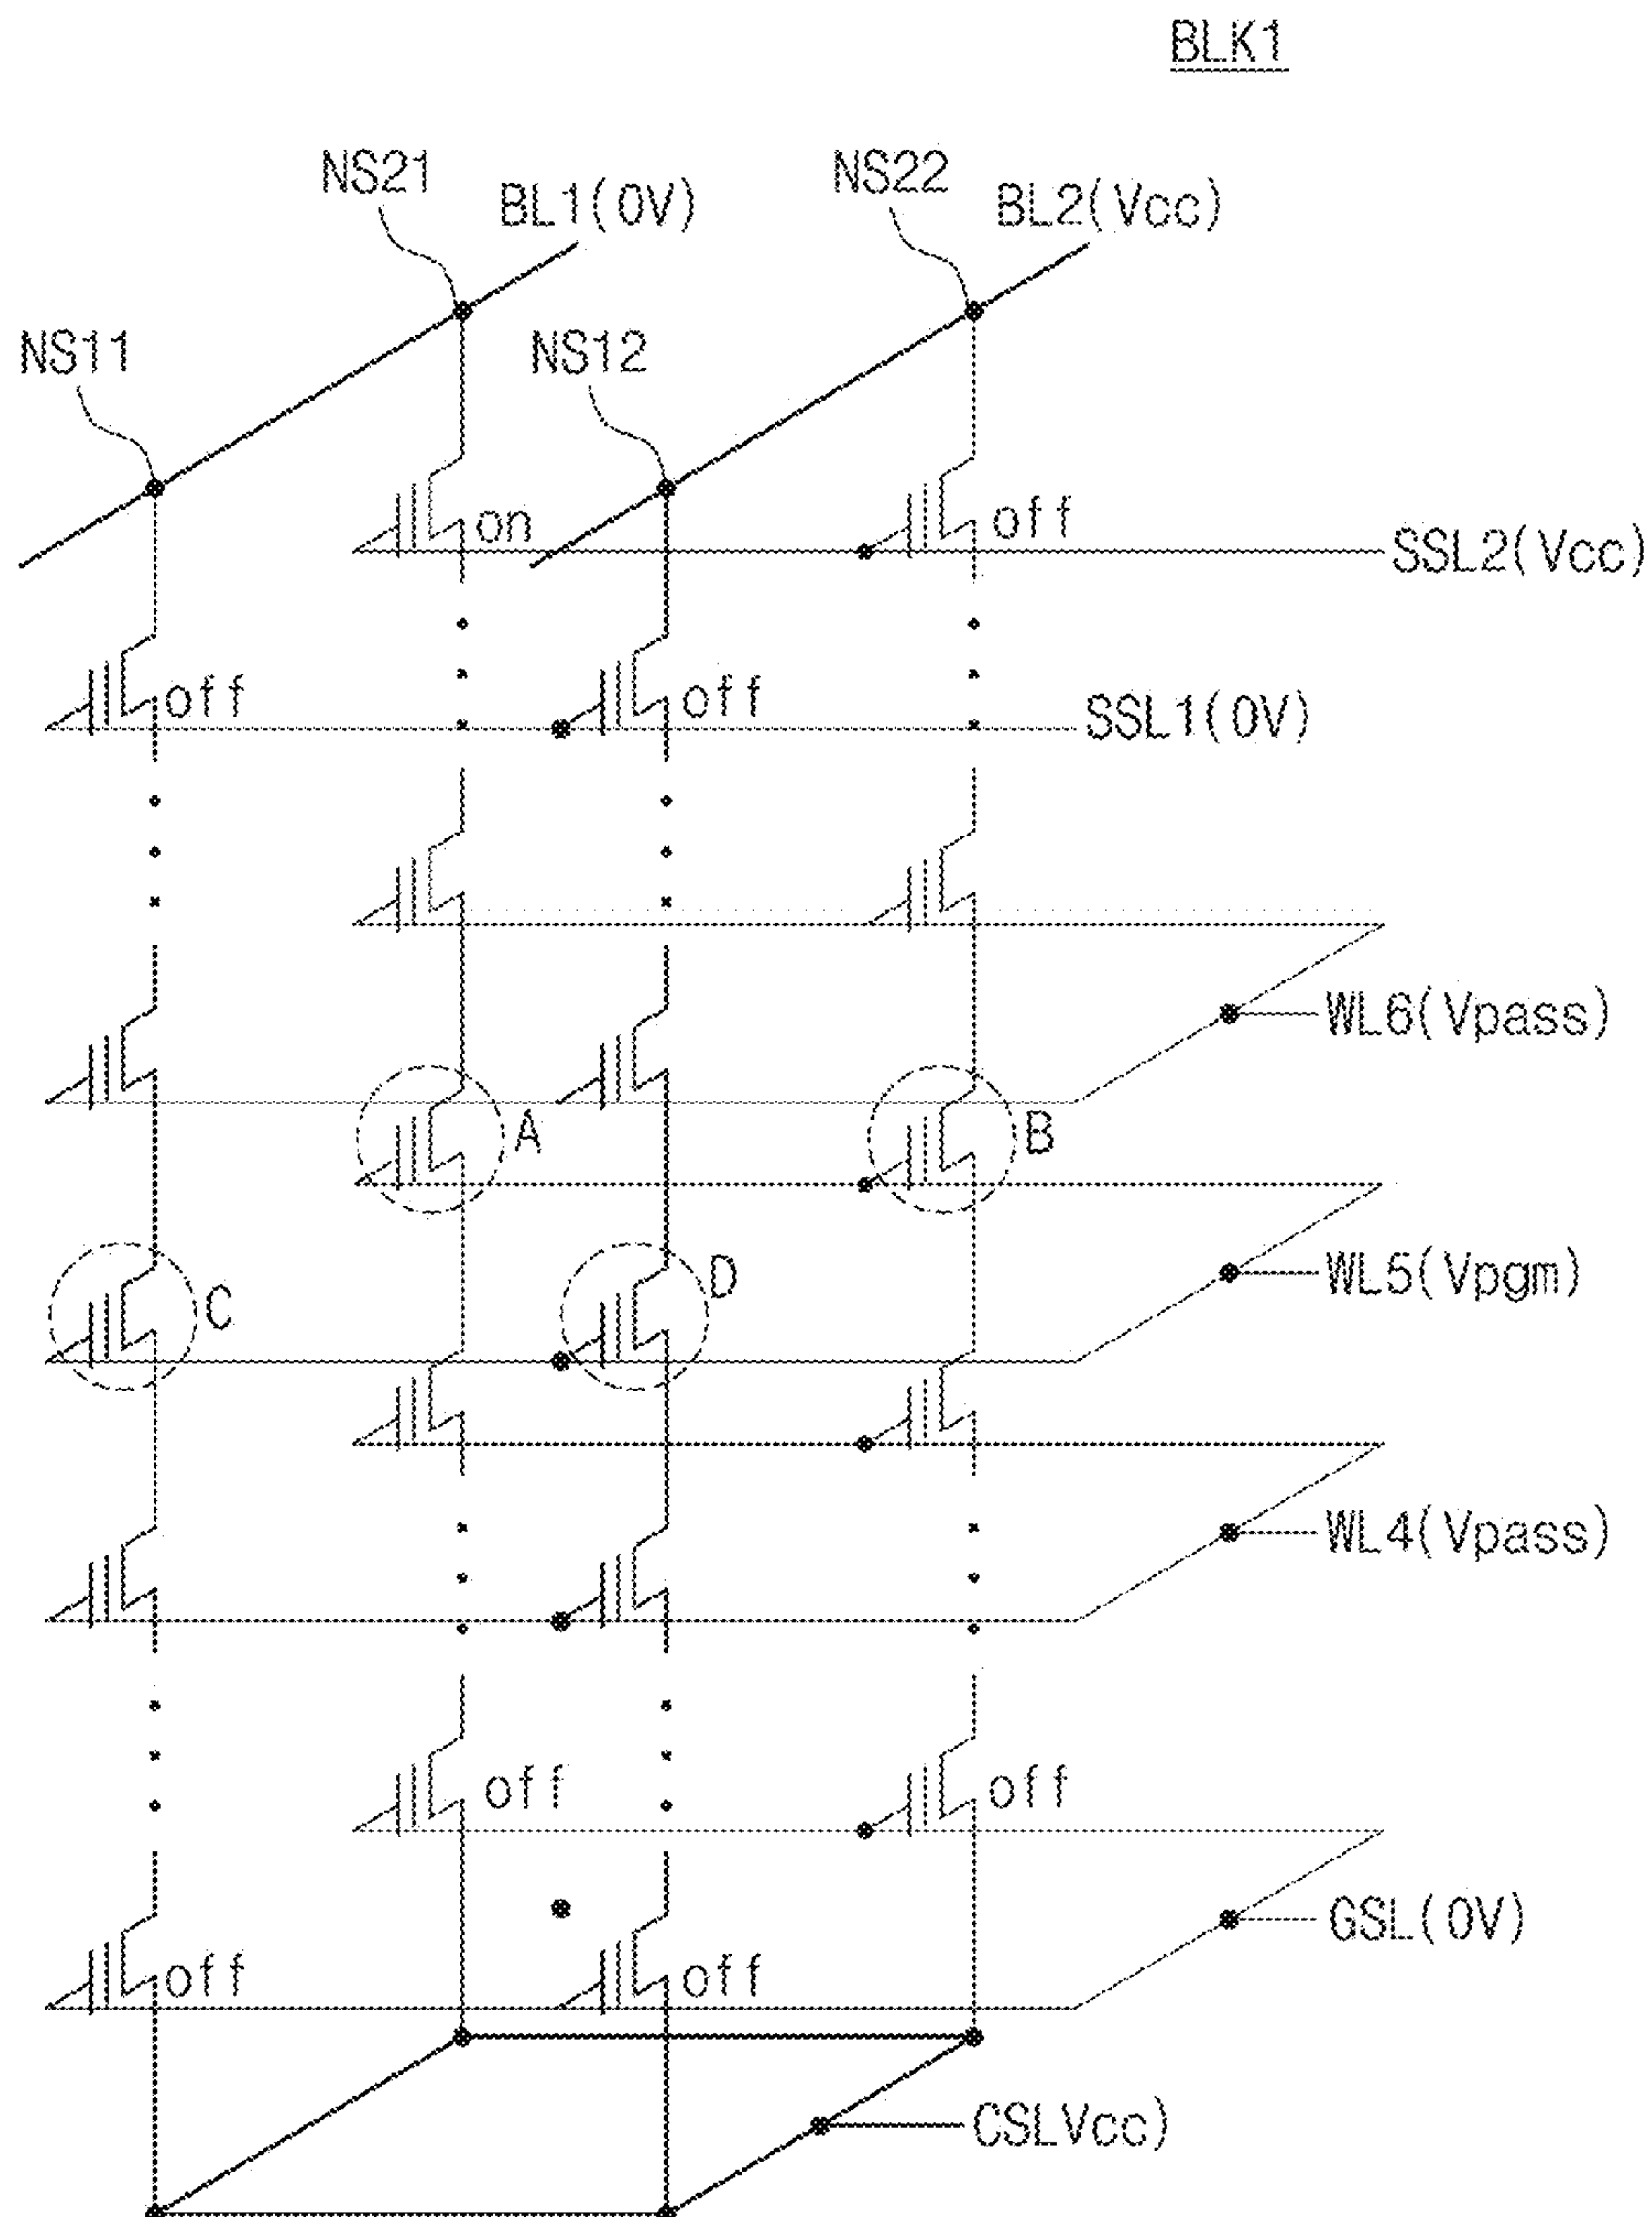 BLK1
NS21
BL1(0V)
NS22
BL2(Vcc)
NS11
NS12
on
off
SSL2(Vcc)
off
off
SSL1(0V)
WL6(Vpass)
A
B
C
D
WL5(Vpgm)
WL4(Vpass)
off
off
GSL(0V)
off
off
CSLVcc)